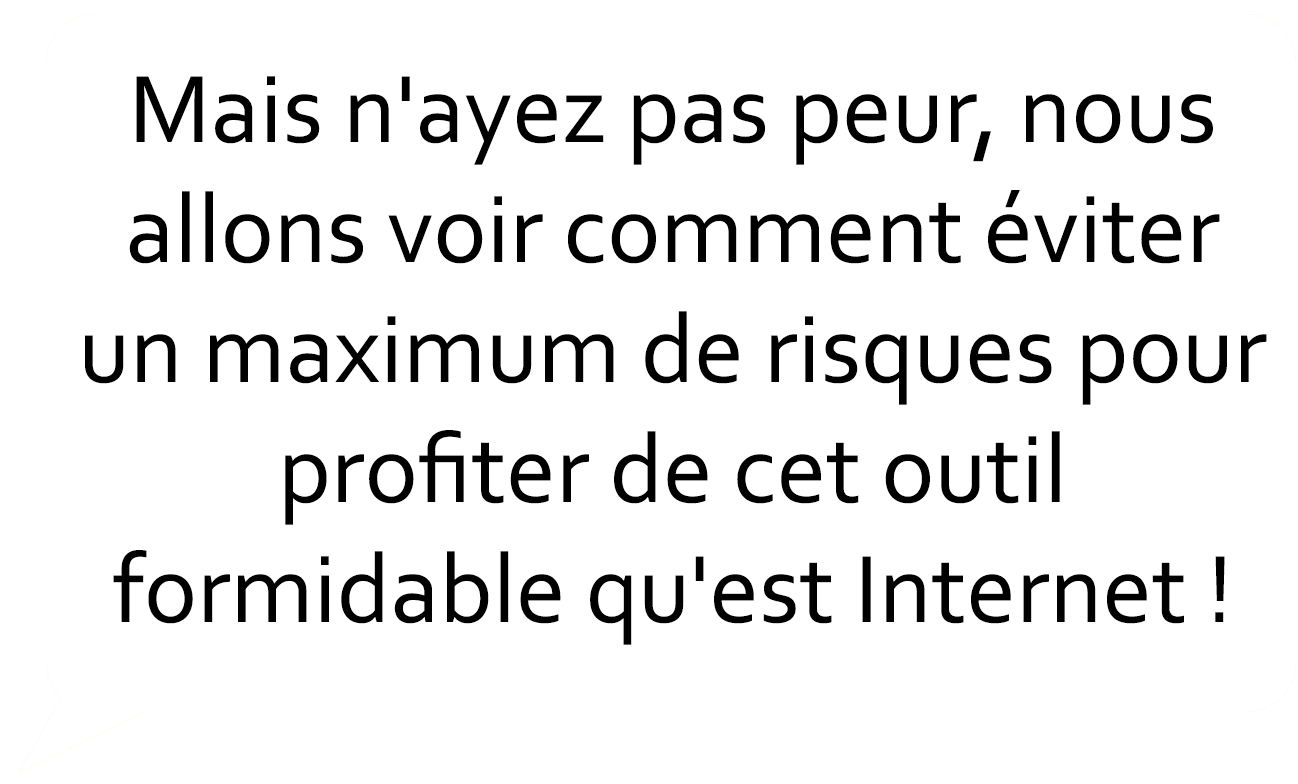 Mais n'ayez pas peur, nous
allons voir comment éviter
un maximum de risques pour
profiter de cet outil
formidable qu'est Internet !